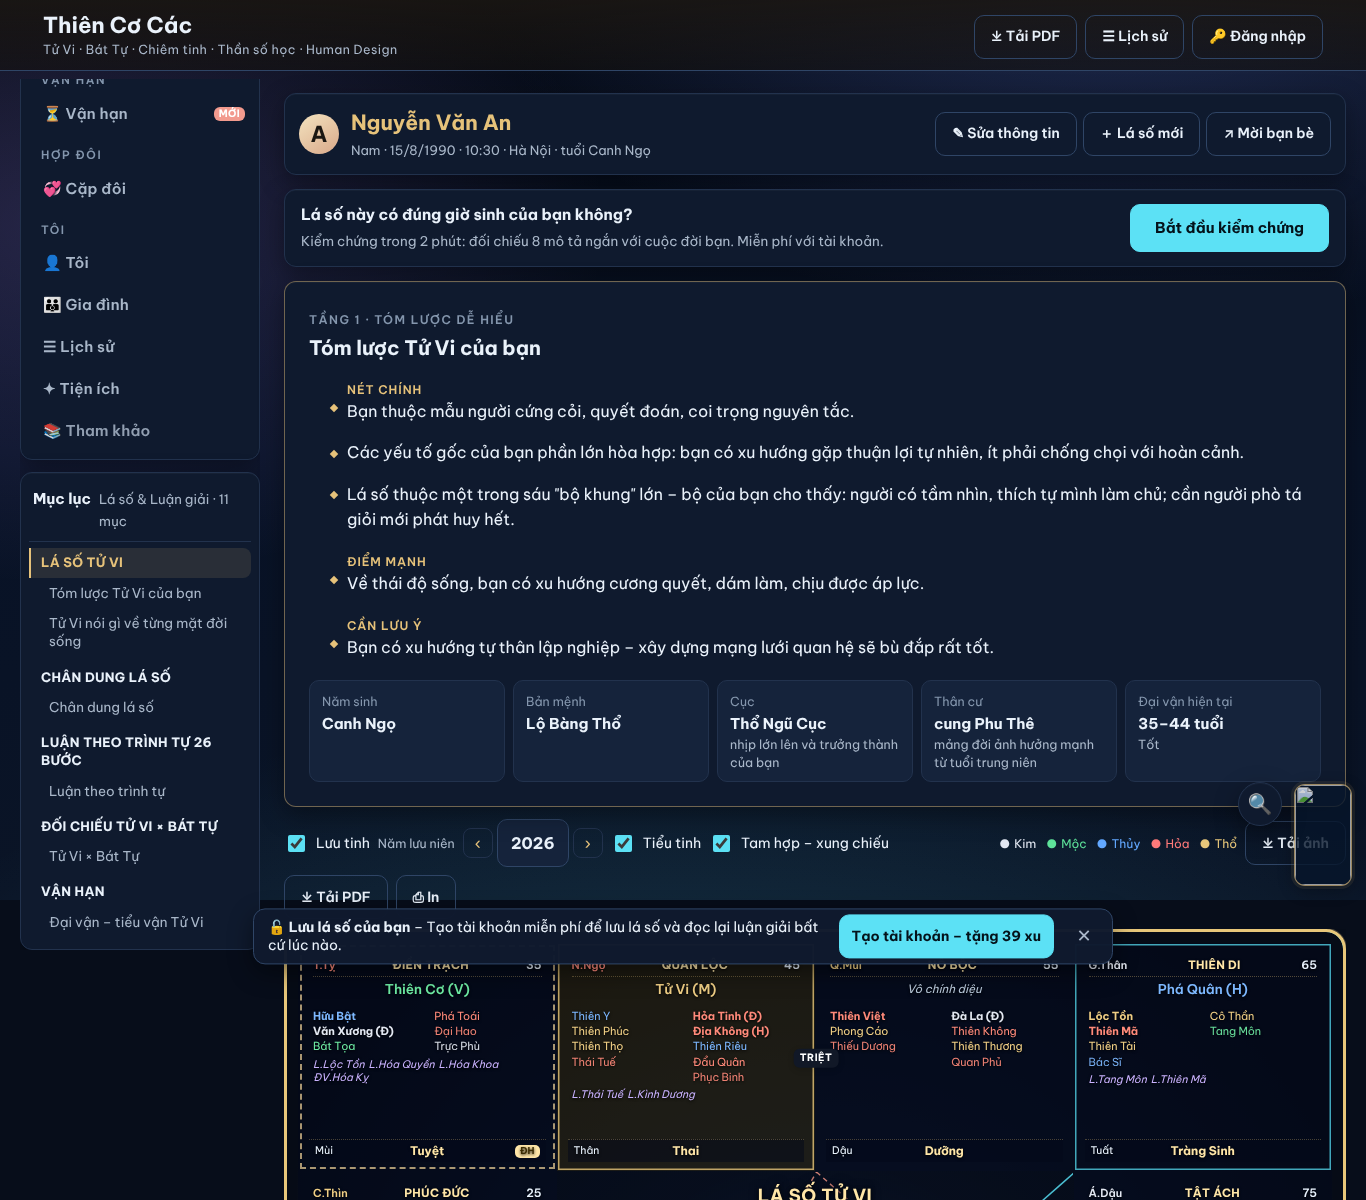 Thiên Cơ Các
Tử Vi · Bát Tự · Chiêm tinh · Thần số học · Human Design
Tải PDF
Lịch sử
Đăng nhập
VẬN HẠN
Vận hạn
MỚI
HỢP ĐÔI
Cặp đôi
TÔI
Tôi
Gia đình
Lịch sử
Tiện ích
Tham khảo
Mục lục Lá số & Luận giải · 11
mục
LÁ SỐ TỬ VI
Tóm lược Tử Vi của bạn
Tử Vi nói gì về từng mặt đời
sống
CHÂN DUNG LÁ SỐ
Chân dung lá số
LUẬN THEO TRÌNH TỰ 26
BƯỚC
Luận theo trình tự
ĐỐI CHIẾU TỬ VI × BÁT TỰ
Tử Vi × Bát Tự
VẬN HẠN
Đại vận – tiểu vận Tử Vi
A
Nguyễn Văn An
Nam · 15/8/1990 · 10:30 · Hà Nội · tuổi Canh Ngọ
✎ Sửa thông tin
+ Lá số mới
↗ Mời bạn bè
Lá số này có đúng giờ sinh của bạn không?
Kiểm chứng trong 2 phút: đối chiếu 8 mô tả ngắn với cuộc đời bạn. Miễn phí với tài khoản.
Bắt đầu kiểm chứng
TẦNG 1 · TÓM LƯỢC DỄ HIỂU
Tóm lược Tử Vi của bạn
NÉT CHÍNH
Bạn thuộc mẫu người cứng cỏi, quyết đoán, coi trọng nguyên tắc.
Các yếu tố gốc của bạn phần lớn hòa hợp: bạn có xu hướng gặp thuận lợi tự nhiên, ít phải chống chọi với hoàn cảnh.
Lá số thuộc một trong sáu "bộ khung" lớn – bộ của bạn cho thấy: người có tầm nhìn, thích tự mình làm chủ; cần người phò tá
giỏi mới phát huy hết.
ĐIỂM MẠNH
Về thái độ sống, bạn có xu hướng cương quyết, dám làm, chịu được áp lực.
CẦN LƯU Ý
Bạn có xu hướng tự thân lập nghiệp – xây dựng mạng lưới quan hệ sẽ bù đắp rất tốt.
Năm sinh
Canh Ngọ
Bản mệnh
Lộ Bàng Thổ
Cục
Thổ Ngũ Cục
nhịp lớn lên và trưởng thành
của bạn
Thân cư
cung Phu Thê
mảng đời ảnh hưởng mạnh
từ tuổi trung niên
Đại vận hiện tại
35–44 tuổi
Tốt
Lưu tinh Năm lưu niên ‹ 2026 › Tiểu tinh Tam hợp – xung chiếu
Kim Mộc Thủy Hỏa Thổ
Tải ảnh
Tải PDF
In
Lưu lá số của bạn – Tạo tài khoản miễn phí để lưu lá số và đọc lại luận giải bất
cứ lúc nào.
Tạo tài khoản – tặng 39 xu
✕
T.Tỵ ĐIỀN TRẠCH 35
Thiên Cơ (V)
Hữu Bật Phá Toái
Văn Xương (Đ) Đại Hao
Bát Tọa Trực Phù
L.Lộc Tồn L.Hóa Quyền L.Hóa Khoa
ĐV.Hóa Kỵ
Mùi Tuyệt ĐH
N.Ngọ QUAN LỘC 45
Tử Vi (M)
Thiên Y Hỏa Tinh (Đ)
Thiên Phúc Địa Không (H)
Thiên Thọ Thiên Riêu
Thái Tuế Đẩu Quân
Phục Binh
L.Thái Tuế L.Kình Dương
Thân Thai
TRIỆT
Q.Mùi NÔ BỘC 55
Vô chính diệu
Thiên Việt Đà La (Đ)
Phong Cáo Thiên Không
Thiếu Dương Thiên Thương
Quan Phủ
Dậu Dưỡng
G.Thân THIÊN DI 65
Phá Quân (H)
Lộc Tồn Cô Thần
Thiên Mã Tang Môn
Thiên Tài
Bác Sĩ
L.Tang Môn L.Thiên Mã
Tuất Tràng Sinh
C.Thìn PHÚC ĐỨC 25
LÁ SỐ TỬ VI
Á.Dậu TẬT ÁCH 75